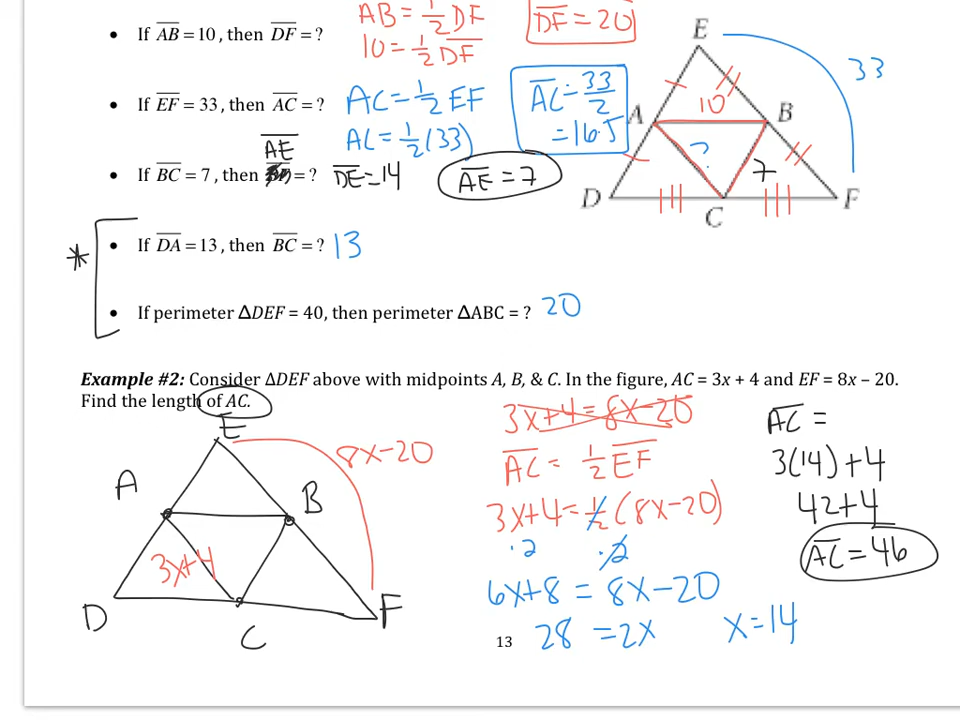 AB = 1/2 DF
DF = 20
• If AB = 10, then DF = ?
10 = 1/2 DF
E
33
• If EF = 33, then AC = ?
AC = 1/2 EF
AC = 33/2
= 16.5
AC = 1/2 (33)
A
10
B
?
7
AE
• If BC = 7, then = ?
DE = 14
AE = 7
D
C
F
* • If DA = 13, then BC = ? 13
• If perimeter ΔDEF = 40, then perimeter ΔABC = ? 20
Example #2: Consider ΔDEF above with midpoints A, B, & C. In the figure, AC = 3x + 4 and EF = 8x – 20.
Find the length of AC.
E
8x-20
A
B
3x+4
D
C
F
3x+4 = 8x-20
AC = 1/2 EF
3x+4 = 1/2 (8x-20)
·2 ·2
6x+8 = 8x-20
28 = 2x
x = 14
AC =
3(14)+4
42+4
AC = 46
13